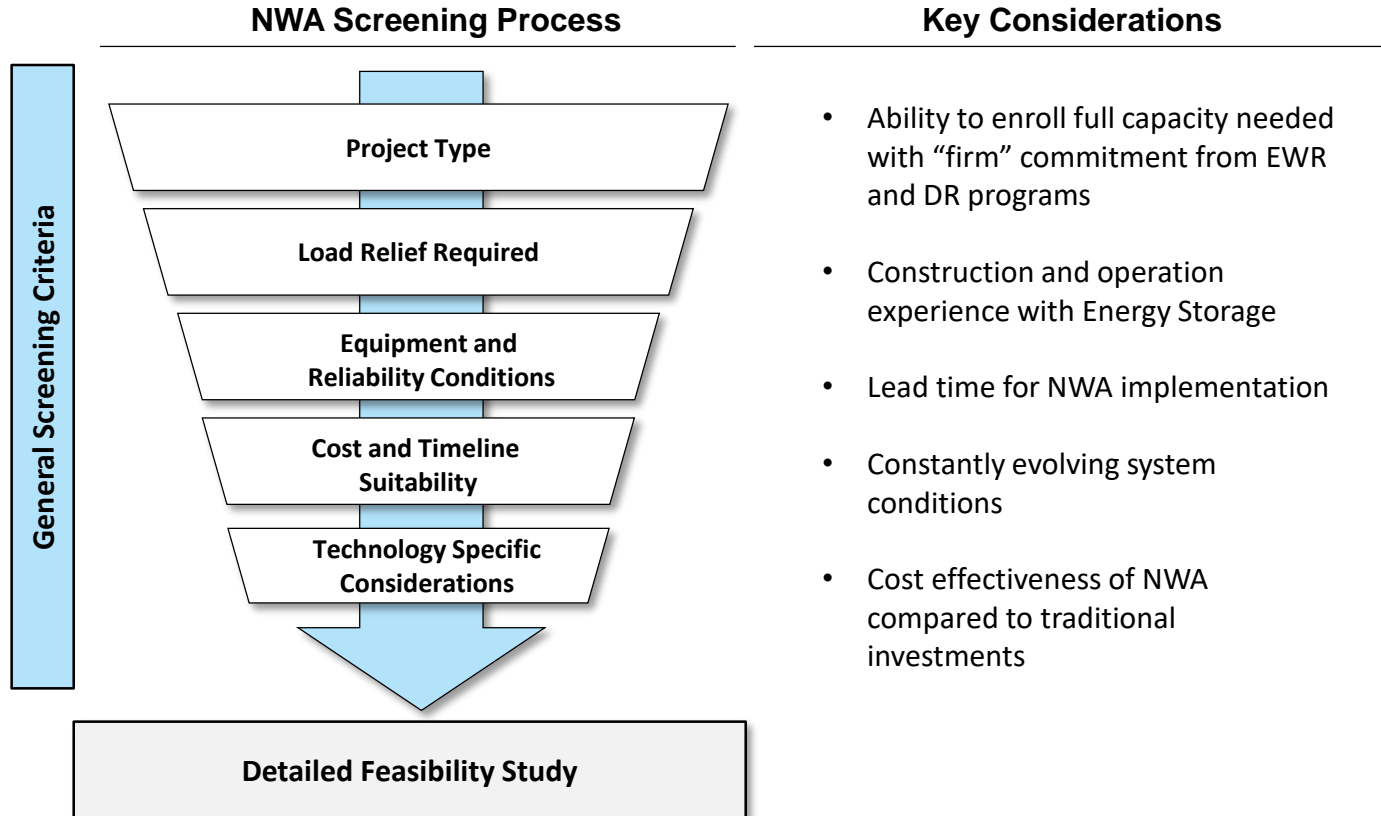 NWA Screening Process
General Screening Criteria
Project Type
Load Relief Required
Equipment and
Reliability Conditions
Cost and Timeline
Suitability
Technology Specific
Considerations
Detailed Feasibility Study
Key Considerations
• Ability to enroll full capacity needed
with “firm” commitment from EWR
and DR programs
• Construction and operation
experience with Energy Storage
• Lead time for NWA implementation
• Constantly evolving system
conditions
• Cost effectiveness of NWA
compared to traditional
investments